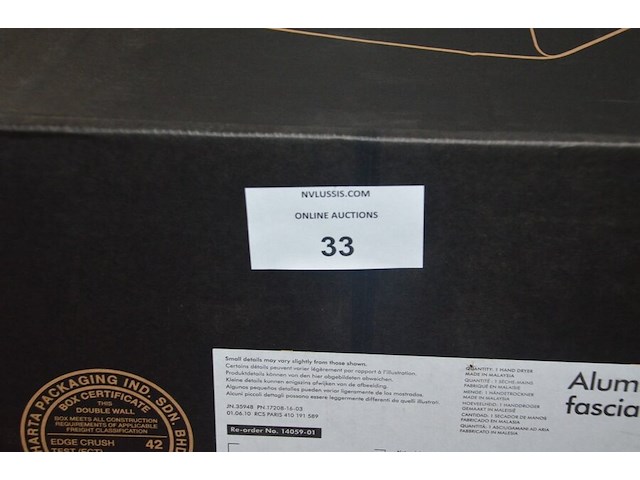 NVLUSSIS.COM
ONLINE AUCTIONS
33
Small details may vary slightly from those shown.
Certains détails peuvent varier légèrement par rapport à l'illustration.
Produktdetails können von den hier abgebildeten abweichen.
Kleine details kunnen enigszins afwijken van de afbeelding.
Algunos pequeños detalles pueden variar ligeramente de los mostrados.
Alcuni piccoli dettagli possono essere leggermente differenti da quelli illustrati.
JN.35948 PN.17208-16-03
01.06.10 RCS PARIS 410 191 589
Re-order No. 14059-01
QUANTITY: 1 HAND DRYER
MADE IN MALAYSIA
QUANTITÉ : 1 SÈCHE-MAINS
FABRIQUÉ EN MALAISIE
MENGE: 1 HÄNDETROCKNER
MADE IN MALAYSIA
HOEVEELHEID: 1 HANDDROGER
GEMAAKT IN MALEISIË
CANTIDAD: 1 SECADOR DE MANOS
FABRICADO EN MALASIA
QUANTITÀ: 1 ASCIUGAMANI AD ARIA
FABBRICATO IN MALESIA
Alum
fascia
HARTA PACKAGING IND. SDN. BHD
BOX CERTIFICATE
THIS
DOUBLE WALL
BOX MEETS ALL CONSTRUCTION
REQUIREMENTS OF APPLICABLE
FREIGHT CLASSIFICATION
EDGE CRUSH 42
TEST (ECT)